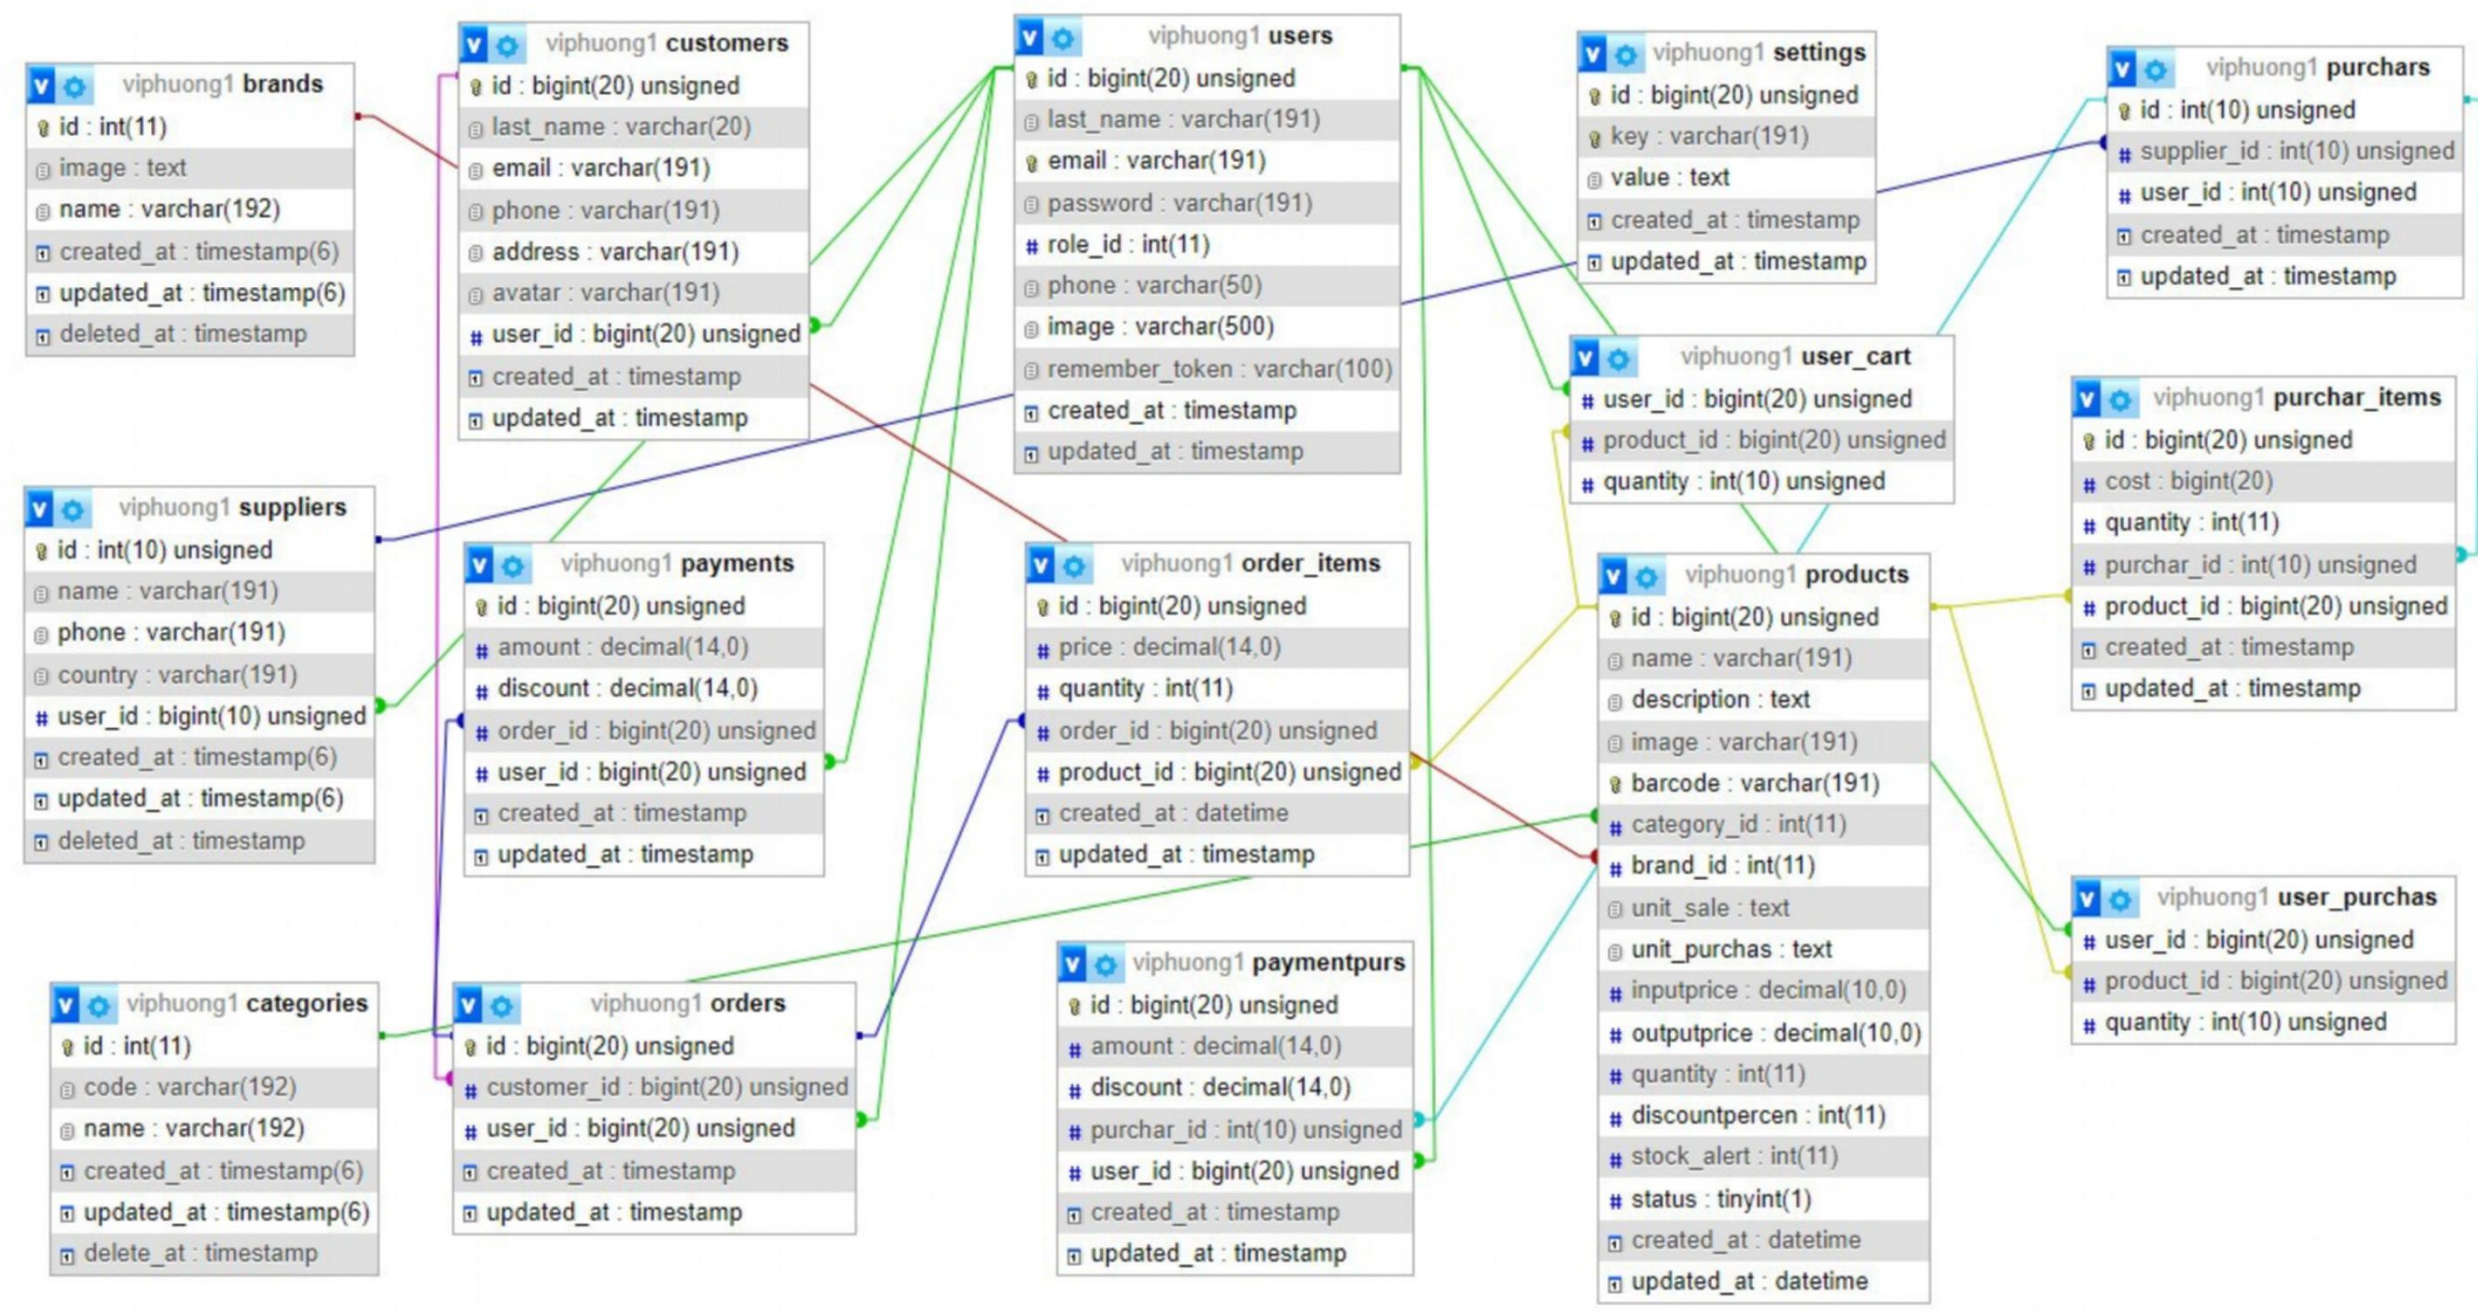 viphuong1 brands
id : int(11)
image : text
name : varchar(192)
created_at : timestamp(6)
updated_at : timestamp(6)
deleted_at : timestamp
viphuong1 customers
id : bigint(20) unsigned
last_name : varchar(20)
email : varchar(191)
phone : varchar(191)
address : varchar(191)
avatar : varchar(191)
user_id : bigint(20) unsigned
created_at : timestamp
updated_at : timestamp
viphuong1 users
id : bigint(20) unsigned
last_name : varchar(191)
email : varchar(191)
password : varchar(191)
role_id : int(11)
phone : varchar(50)
image : varchar(500)
remember_token : varchar(100)
created_at : timestamp
updated_at : timestamp
viphuong1 settings
id : bigint(20) unsigned
key : varchar(191)
value : text
created_at : timestamp
updated_at : timestamp
viphuong1 purchars
id : int(10) unsigned
supplier_id : int(10) unsigned
user_id : int(10) unsigned
created_at : timestamp
updated_at : timestamp
viphuong1 user_cart
user_id : bigint(20) unsigned
product_id : bigint(20) unsigned
quantity : int(10) unsigned
viphuong1 purchar_items
id : bigint(20) unsigned
cost : bigint(20)
quantity : int(11)
purchar_id : int(10) unsigned
product_id : bigint(20) unsigned
created_at : timestamp
updated_at : timestamp
viphuong1 suppliers
id : int(10) unsigned
name : varchar(191)
phone : varchar(191)
country : varchar(191)
user_id : bigint(10) unsigned
created_at : timestamp(6)
updated_at : timestamp(6)
deleted_at : timestamp
viphuong1 payments
id : bigint(20) unsigned
amount : decimal(14,0)
discount : decimal(14,0)
order_id : bigint(20) unsigned
user_id : bigint(20) unsigned
created_at : timestamp
updated_at : timestamp
viphuong1 order_items
id : bigint(20) unsigned
price : decimal(14,0)
quantity : int(11)
order_id : bigint(20) unsigned
product_id : bigint(20) unsigned
created_at : datetime
updated_at : timestamp
viphuong1 products
id : bigint(20) unsigned
name : varchar(191)
description : text
image : varchar(191)
barcode : varchar(191)
category_id : int(11)
brand_id : int(11)
unit_sale : text
unit_purchas : text
inputprice : decimal(10,0)
outputprice : decimal(10,0)
quantity : int(11)
discountpercen : int(11)
stock_alert : int(11)
status : tinyint(1)
created_at : datetime
updated_at : datetime
viphuong1 user_purchas
user_id : bigint(20) unsigned
product_id : bigint(20) unsigned
quantity : int(10) unsigned
viphuong1 categories
id : int(11)
code : varchar(192)
name : varchar(192)
created_at : timestamp(6)
updated_at : timestamp(6)
delete_at : timestamp
viphuong1 orders
id : bigint(20) unsigned
customer_id : bigint(20) unsigned
user_id : bigint(20) unsigned
created_at : timestamp
updated_at : timestamp
viphuong1 paymentpurs
id : bigint(20) unsigned
amount : decimal(14,0)
discount : decimal(14,0)
purchar_id : int(10) unsigned
user_id : bigint(20) unsigned
created_at : timestamp
updated_at : timestamp